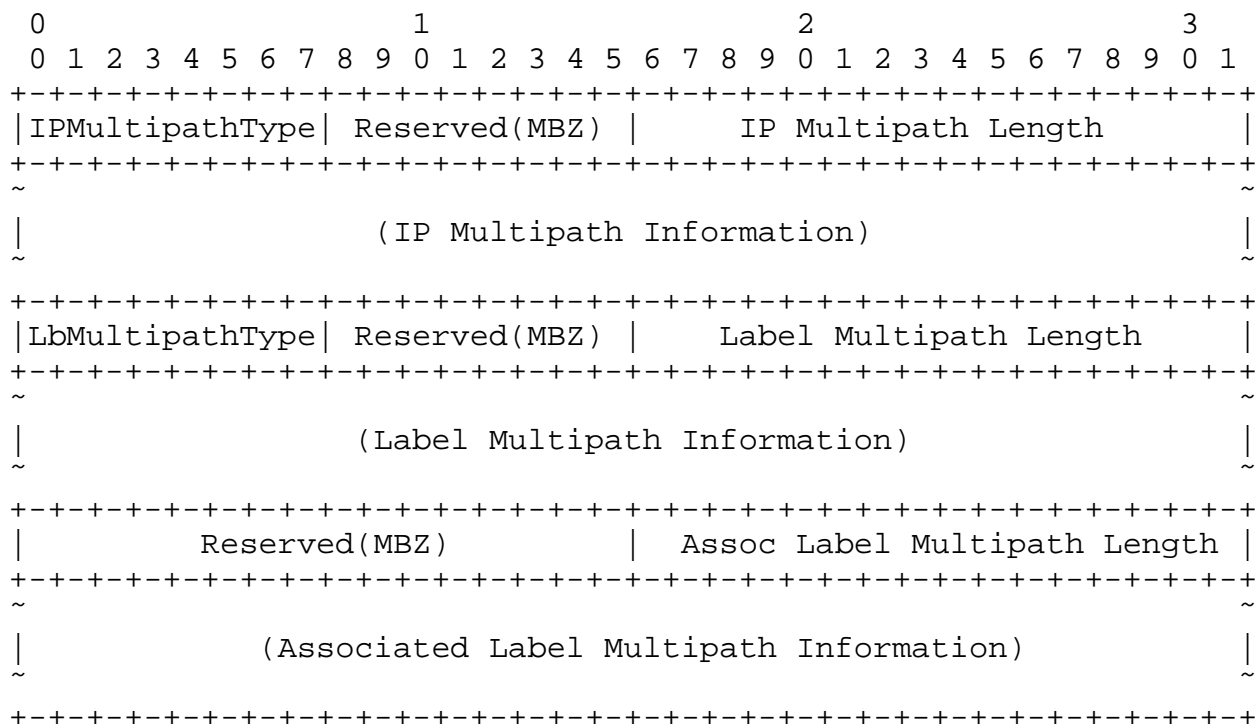 0                   1                   2                   3
 0 1 2 3 4 5 6 7 8 9 0 1 2 3 4 5 6 7 8 9 0 1 2 3 4 5 6 7 8 9 0 1
+-+-+-+-+-+-+-+-+-+-+-+-+-+-+-+-+-+-+-+-+-+-+-+-+-+-+-+-+-+-+-+-+
|IPMultipathType| Reserved(MBZ) |     IP Multipath Length       |
+-+-+-+-+-+-+-+-+-+-+-+-+-+-+-+-+-+-+-+-+-+-+-+-+-+-+-+-+-+-+-+-+
~                                                               ~
|                  (IP Multipath Information)                   |
~                                                               ~
+-+-+-+-+-+-+-+-+-+-+-+-+-+-+-+-+-+-+-+-+-+-+-+-+-+-+-+-+-+-+-+-+
|LbMultipathType| Reserved(MBZ) |    Label Multipath Length     |
+-+-+-+-+-+-+-+-+-+-+-+-+-+-+-+-+-+-+-+-+-+-+-+-+-+-+-+-+-+-+-+-+
~                                                               ~
|                 (Label Multipath Information)                 |
~                                                               ~
+-+-+-+-+-+-+-+-+-+-+-+-+-+-+-+-+-+-+-+-+-+-+-+-+-+-+-+-+-+-+-+-+
|         Reserved(MBZ)         |  Assoc Label Multipath Length |
+-+-+-+-+-+-+-+-+-+-+-+-+-+-+-+-+-+-+-+-+-+-+-+-+-+-+-+-+-+-+-+-+
~                                                               ~
|            (Associated Label Multipath Information)           |
~                                                               ~
+-+-+-+-+-+-+-+-+-+-+-+-+-+-+-+-+-+-+-+-+-+-+-+-+-+-+-+-+-+-+-+-+